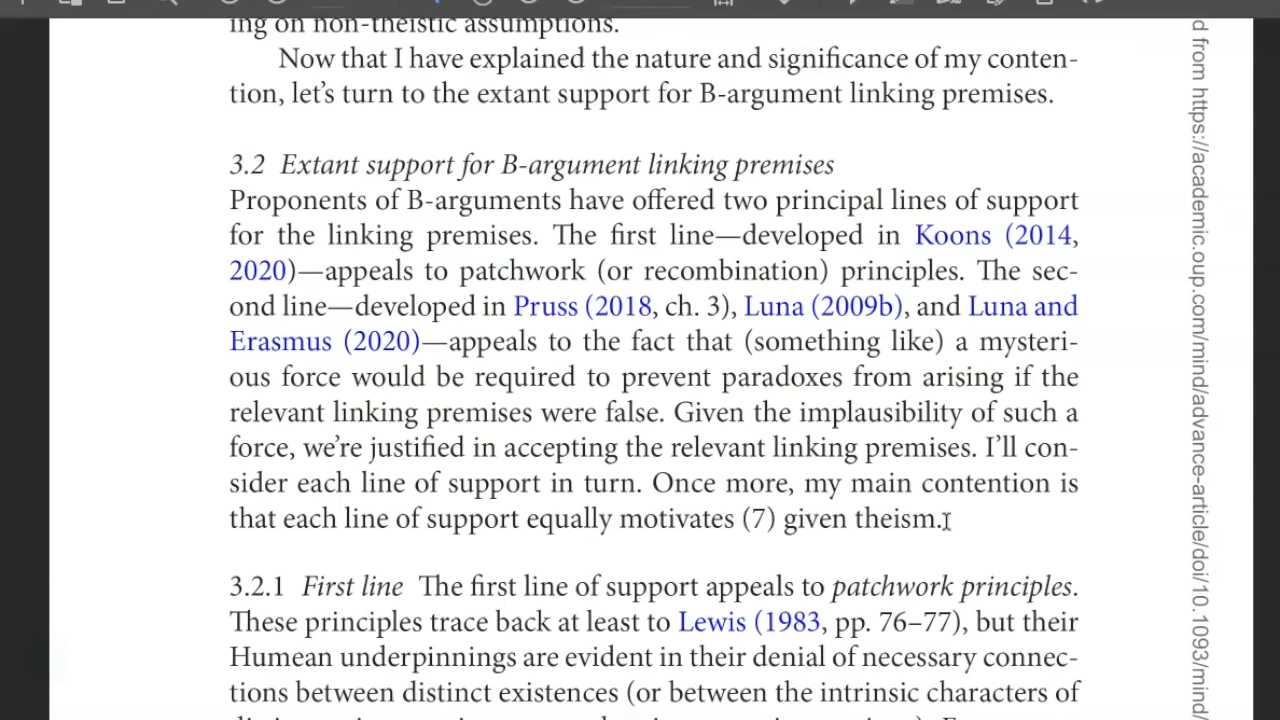 ing on non-theistic assumptions.
Now that I have explained the nature and significance of my conten-
tion, let's turn to the extant support for B-argument linking premises.
3.2 Extant support for B-argument linking premises
Proponents of B-arguments have offered two principal lines of support
for the linking premises. The first line—developed in Koons (2014,
2020)—appeals to patchwork (or recombination) principles. The sec-
ond line—developed in Pruss (2018, ch. 3), Luna (2009b), and Luna and
Erasmus (2020)—appeals to the fact that (something like) a mysteri-
ous force would be required to prevent paradoxes from arising if the
relevant linking premises were false. Given the implausibility of such a
force, we're justified in accepting the relevant linking premises. I'll con-
sider each line of support in turn. Once more, my main contention is
that each line of support equally motivates (7) given theism.
3.2.1 First line The first line of support appeals to patchwork principles.
These principles trace back at least to Lewis (1983, pp. 76–77), but their
Humean underpinnings are evident in their denial of necessary connec-
tions between distinct existences (or between the intrinsic characters of
d from https://academic.oup.com/mind/advance-article/doi/10.1093/mind/